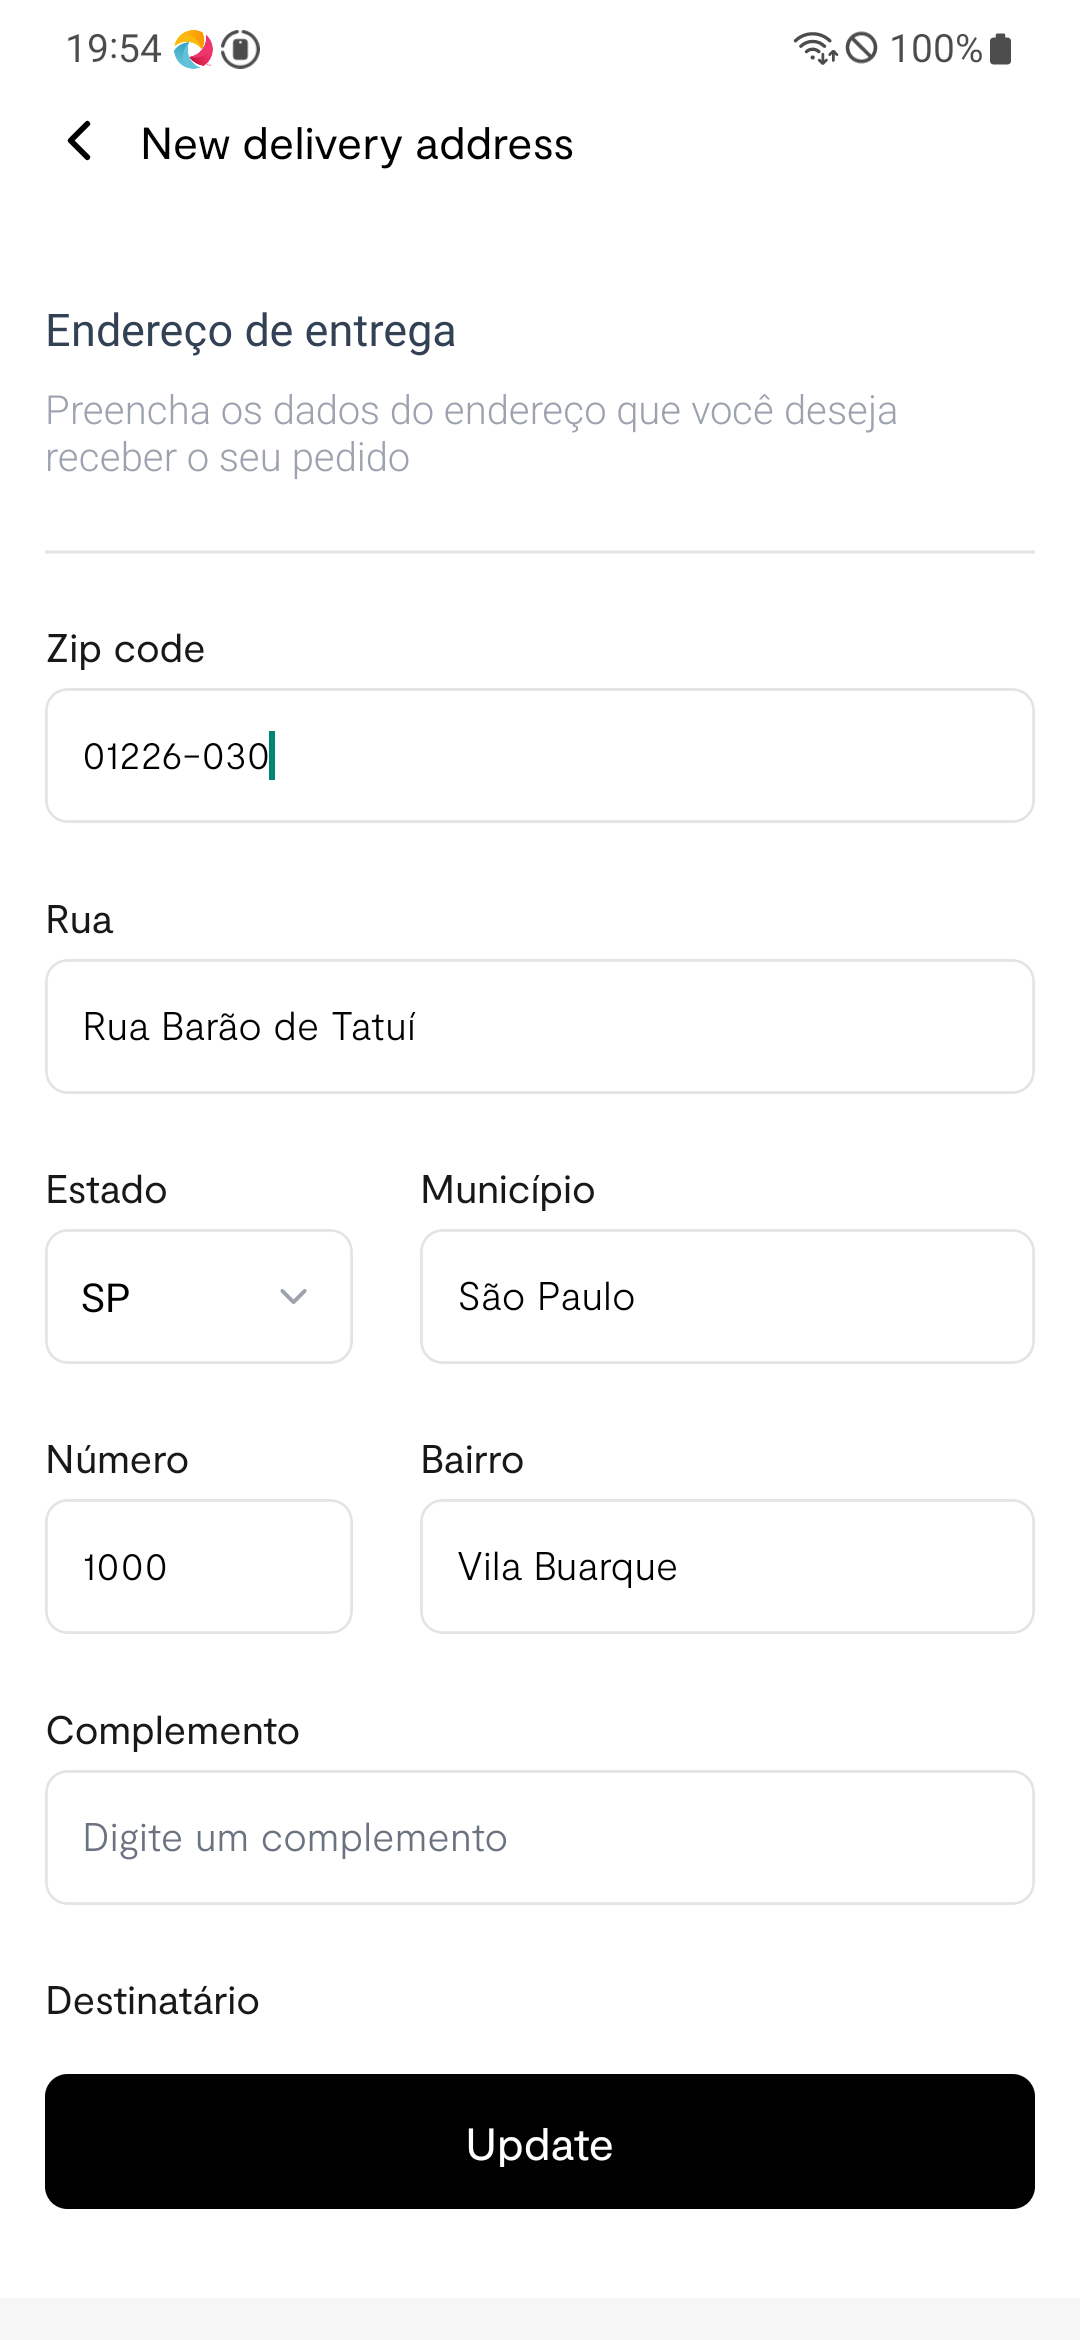 19:54
100%
New delivery address
Endereço de entrega
Preencha os dados do endereço que você deseja
receber o seu pedido
Zip code
01226-030
Rua
Rua Barão de Tatuí
Estado
Município
SP
São Paulo
Número
Bairro
1000
Vila Buarque
Complemento
Digite um complemento
Destinatário
Update